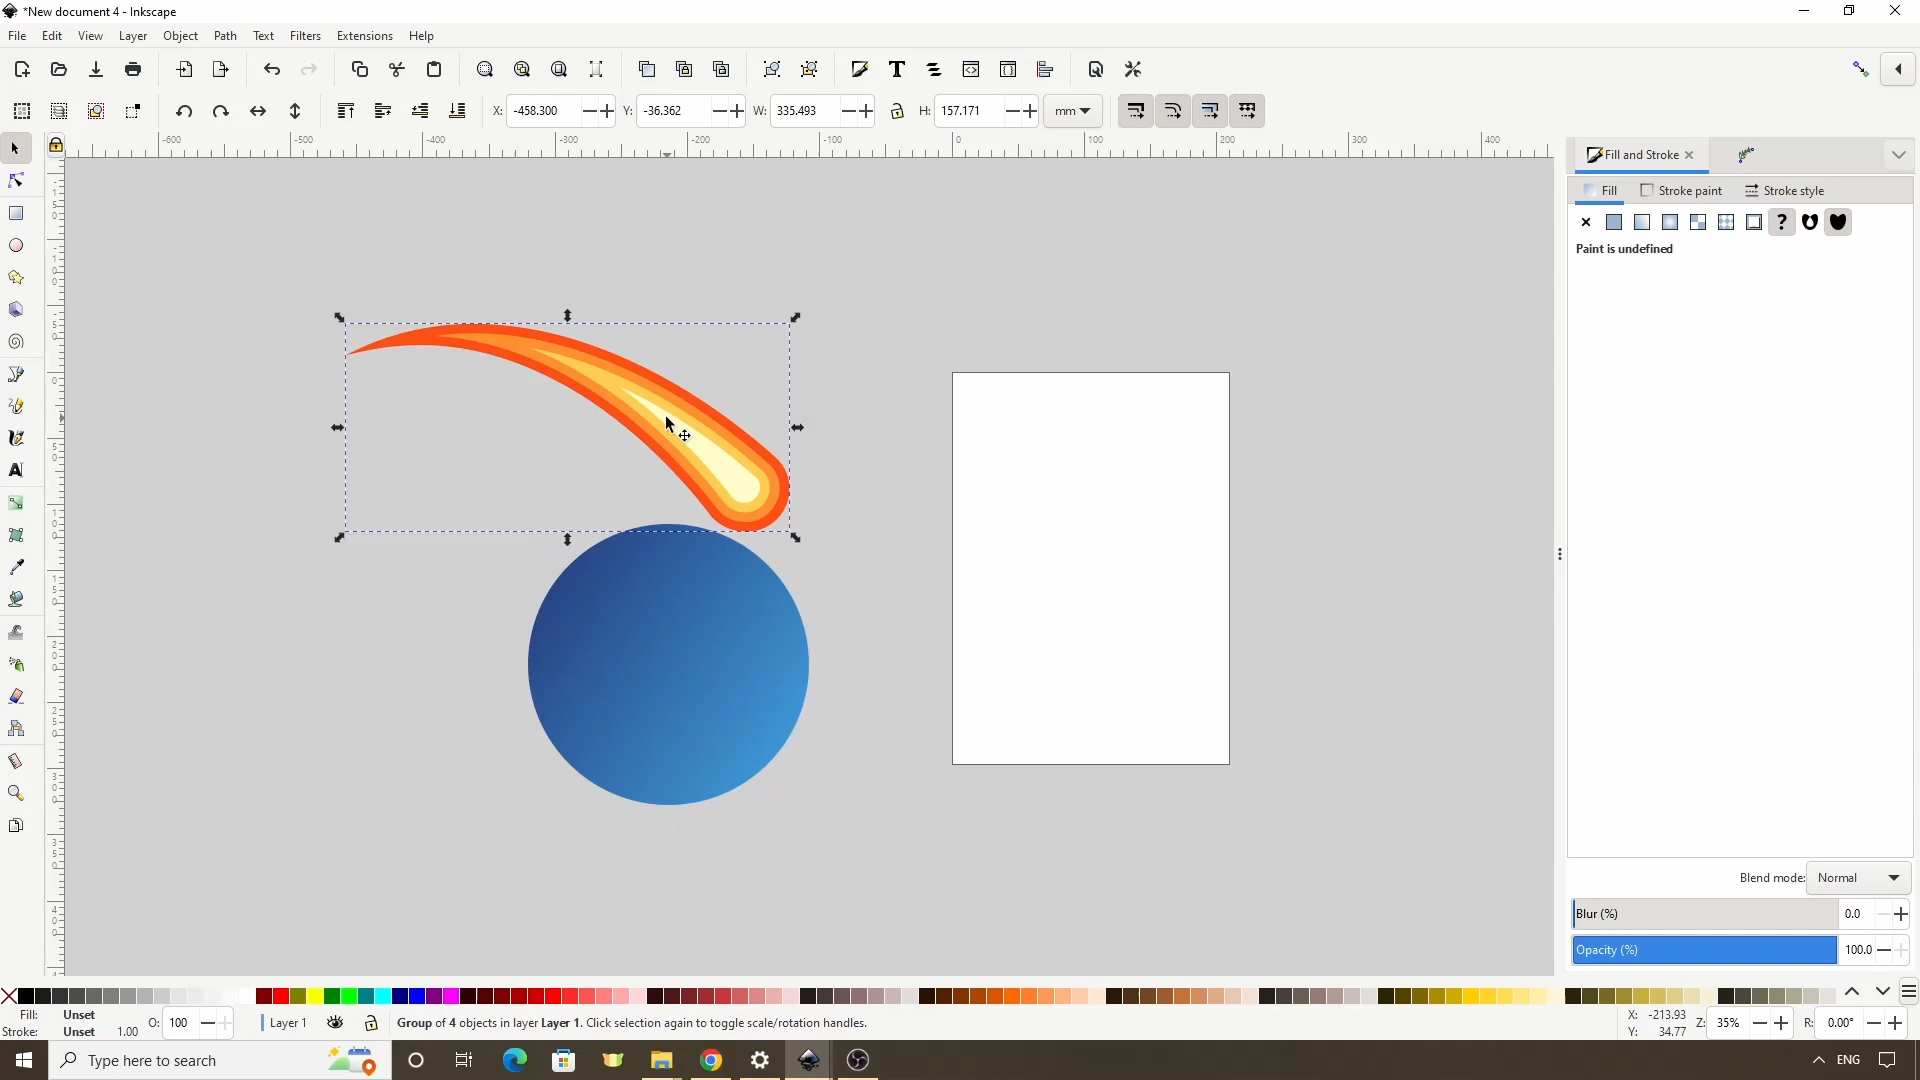 *New document 4 - Inkscape
File Edit View Layer Object Path Text Filters Extensions Help
X: -458.300 Y: -36.362 W: 335.493 H: 157.171 mm
-600 -500 -400 -300 -200 -100 0 100 200 300 400
Fill and Stroke
Fill Stroke paint Stroke style
Paint is undefined
Blend mode: Normal
Blur (%) 0.0
Opacity (%) 100.0
Fill: Unset
Stroke: Unset 1.00 O: 100 Layer 1 Group of 4 objects in layer Layer 1. Click selection again to toggle scale/rotation handles.
X: -213.93
Y: 34.77 Z: 35% R: 0.00°
Type here to search ENG